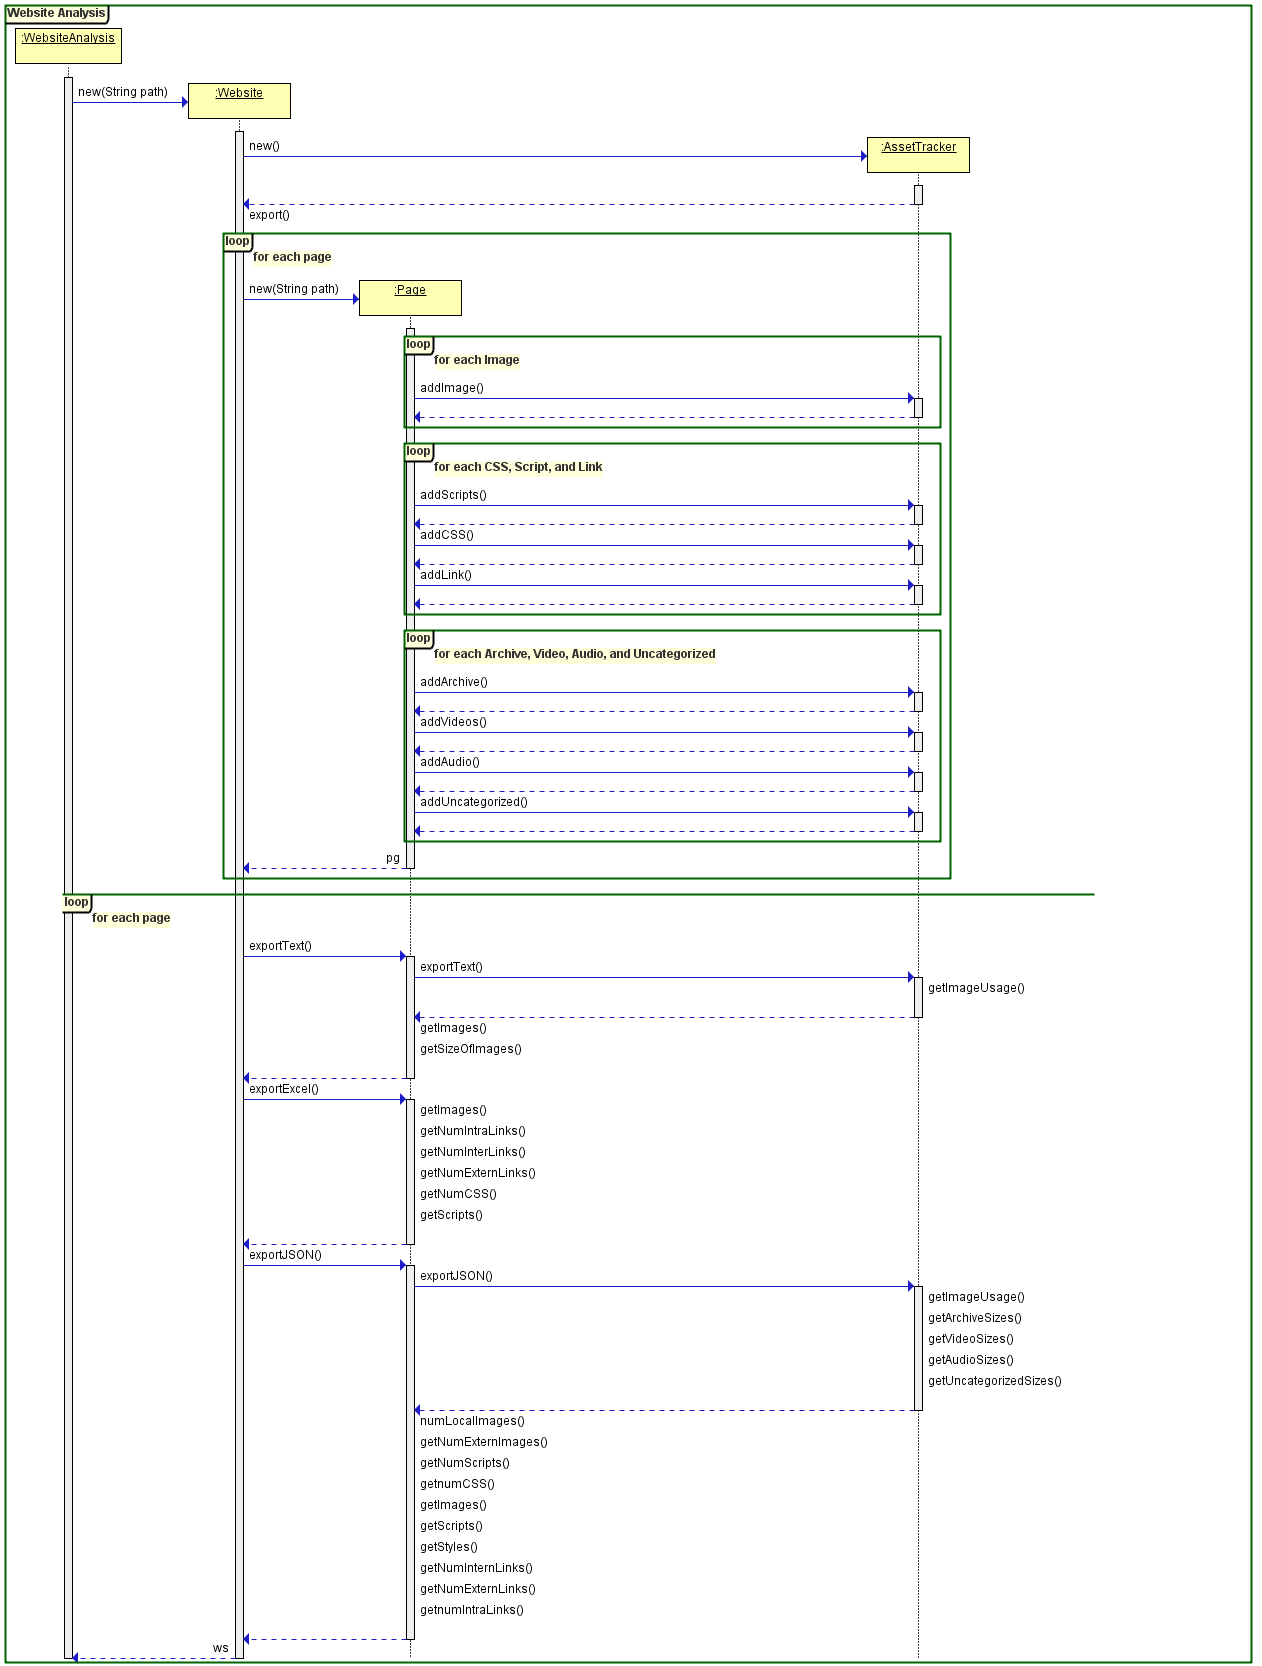 Website Analysis
:WebsiteAnalysis
new(String path)
:Website
new()
:AssetTracker
export()
loop
for each page
new(String path)
:Page
loop
for each Image
addImage()
loop
for each CSS, Script, and Link
addScripts()
addCSS()
addLink()
loop
for each Archive, Video, Audio, and Uncategorized
addArchive()
addVideos()
addAudio()
addUncategorized()
pg
loop
for each page
exportText()
exportText()
getImageUsage()
getImages()
getSizeOfImages()
exportExcel()
getImages()
getNumIntraLinks()
getNumInterLinks()
getNumExternLinks()
getNumCSS()
getScripts()
exportJSON()
exportJSON()
getImageUsage()
getArchiveSizes()
getVideoSizes()
getAudioSizes()
getUncategorizedSizes()
numLocalImages()
getNumExternImages()
getNumScripts()
getnumCSS()
getImages()
getScripts()
getStyles()
getNumInternLinks()
getNumExternLinks()
getnumIntraLinks()
ws